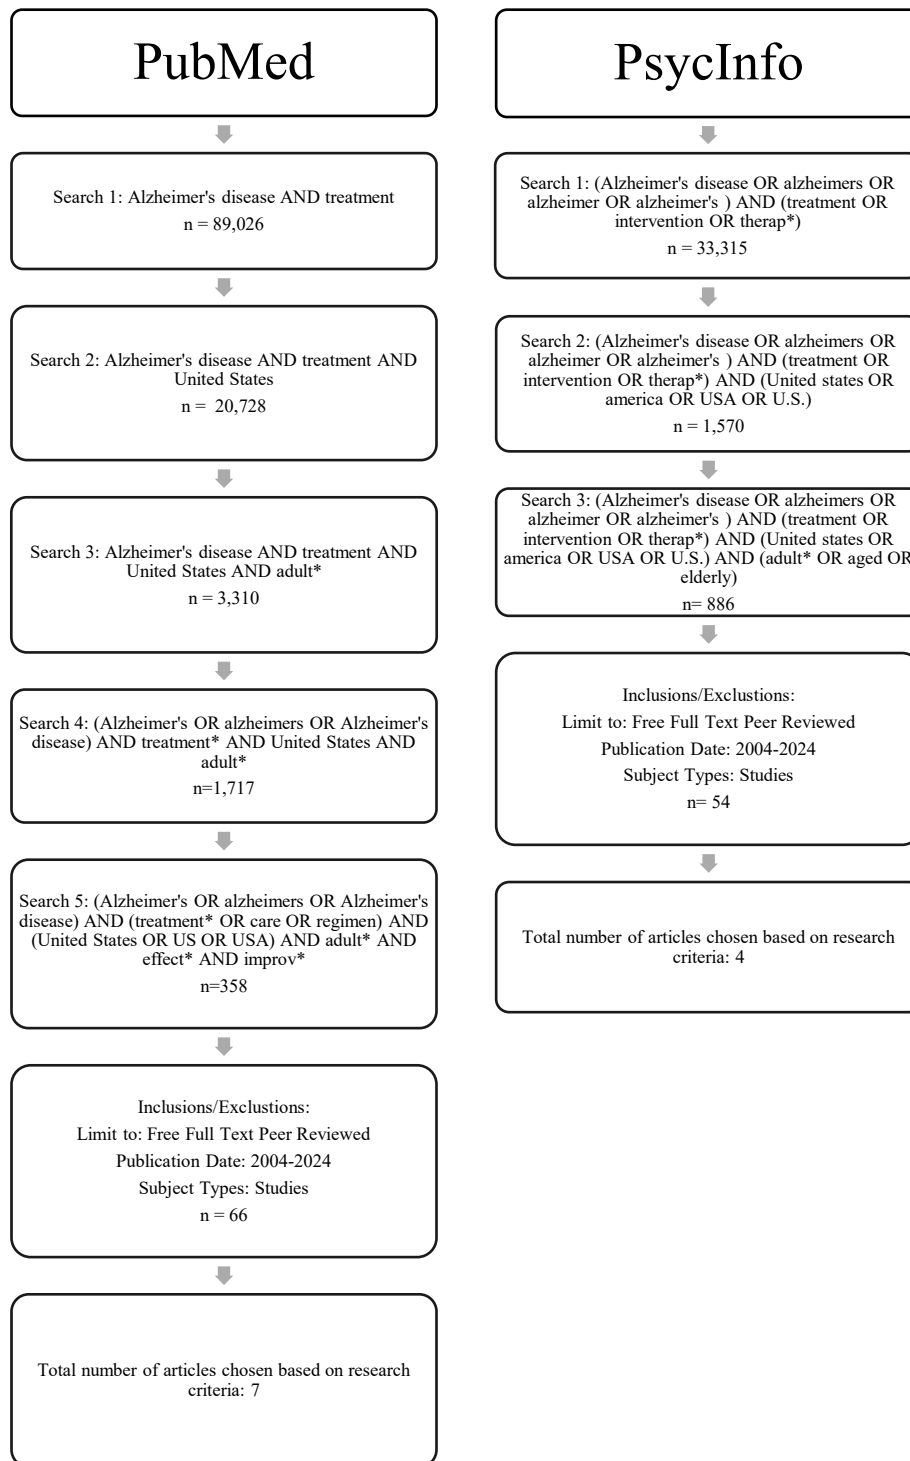 PubMed
Search 1: Alzheimer's disease AND treatment
n = 89,026
Search 2: Alzheimer's disease AND treatment AND
United States
n =  20,728
Search 3: Alzheimer's disease AND treatment AND
United States AND adult*
n = 3,310
Search 4: (Alzheimer's OR alzheimers OR Alzheimer's
disease) AND treatment* AND United States AND
adult*
n=1,717
Search 5: (Alzheimer's OR alzheimers OR Alzheimer's
disease) AND (treatment* OR care OR regimen) AND
(United States OR US OR USA) AND adult* AND
effect* AND improv*
n=358
Inclusions/Exclustions:
Limit to: Free Full Text Peer Reviewed
Publication Date: 2004-2024
Subject Types: Studies
n = 66
Total number of articles chosen based on research
criteria: 7
PsycInfo
Search 1: (Alzheimer's disease OR alzheimers OR
alzheimer OR alzheimer's ) AND (treatment OR
intervention OR therap*)
n = 33,315
Search 2: (Alzheimer's disease OR alzheimers OR
alzheimer OR alzheimer's ) AND (treatment OR
intervention OR therap*) AND (United states OR
america OR USA OR U.S.)
n = 1,570
Search 3: (Alzheimer's disease OR alzheimers OR
alzheimer OR alzheimer's ) AND (treatment OR
intervention OR therap*) AND (United states OR
america OR USA OR U.S.) AND (adult* OR aged OR
elderly)
n= 886
Inclusions/Exclustions:
Limit to: Free Full Text Peer Reviewed
Publication Date: 2004-2024
Subject Types: Studies
n= 54
Total number of articles chosen based on research
criteria: 4